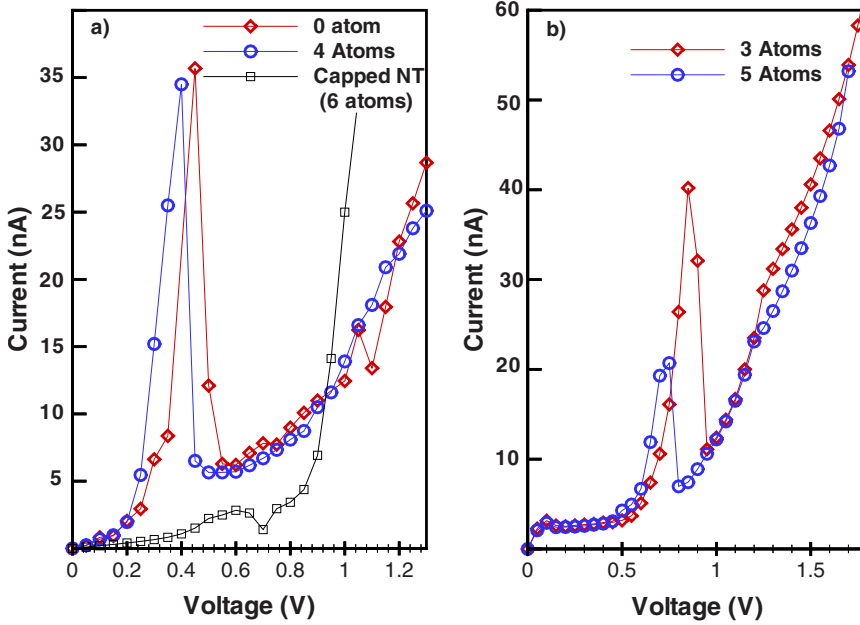 a)
0 atom
4 Atoms
Capped NT
(6 atoms)
35
30
25
20
15
10
5
0
0.2
0.4
0.6
0.8
1
1.2
Current (nA)
Voltage (V)
b)
3 Atoms
5 Atoms
60
50
40
30
20
10
0
0
0.5
1
1.5
Current (nA)
Voltage (V)